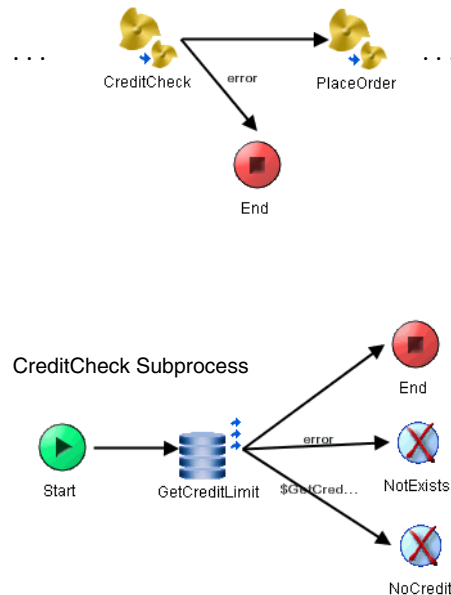 . . .
. . .
CreditCheck
error
PlaceOrder
End
CreditCheck Subprocess
End
error
Start
GetCreditLimit
$GetCred...
NotExists
NoCredit